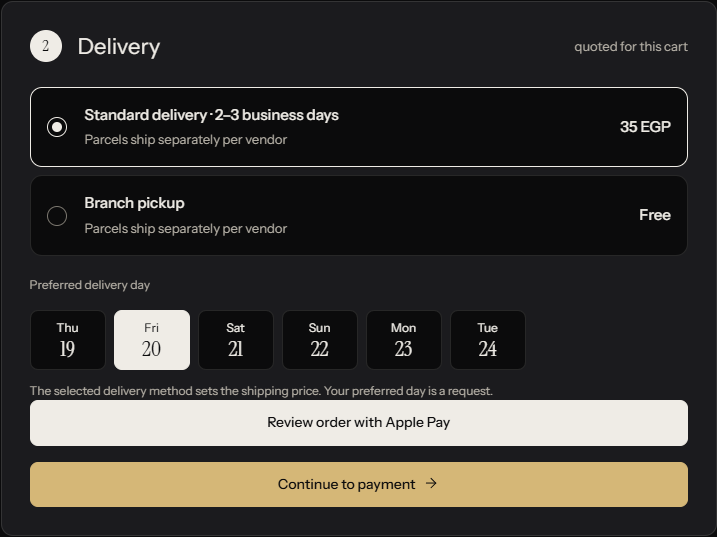 2 Delivery quoted for this cart
Standard delivery · 2–3 business days
35 EGP
Parcels ship separately per vendor
Branch pickup
Free
Parcels ship separately per vendor
Preferred delivery day
Thu Fri Sat Sun Mon Tue
19 20 21 22 23 24
The selected delivery method sets the shipping price. Your preferred day is a request.
Review order with Apple Pay
Continue to payment →